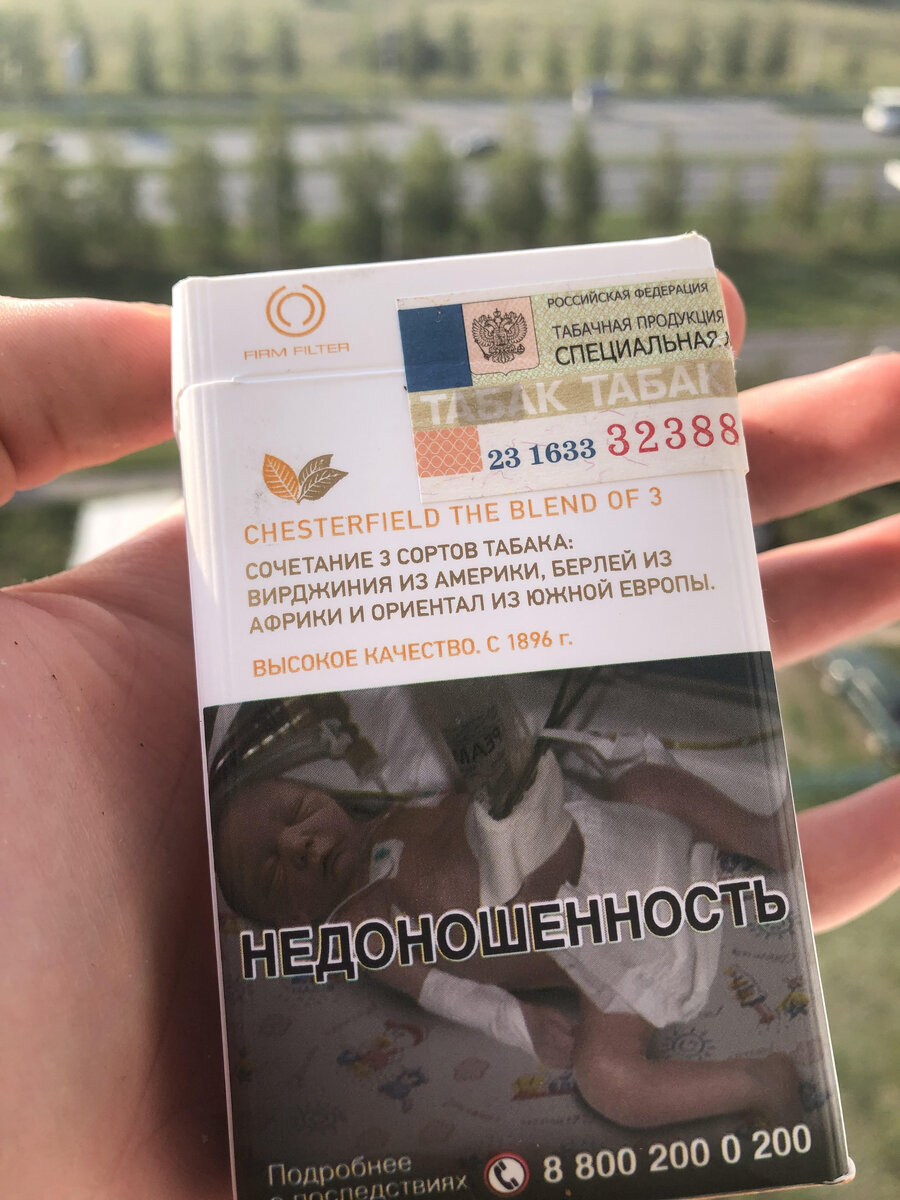 FIRM FILTER
РОССИЙСКАЯ ФЕДЕРАЦИЯ
ТАБАЧНАЯ ПРОДУКЦИЯ
СПЕЦИАЛЬНАЯ
ТАБАК ТАБАК
23 1633 32388
CHESTERFIELD THE BLEND OF 3
СОЧЕТАНИЕ 3 СОРТОВ ТАБАКА:
ВИРДЖИНИЯ ИЗ АМЕРИКИ, БЕРЛЕЙ ИЗ
АФРИКИ И ОРИЕНТАЛ ИЗ ЮЖНОЙ ЕВРОПЫ.
ВЫСОКОЕ КАЧЕСТВО. С 1896 г.
НЕДОНОШЕННОСТЬ
Подробнее
о последствиях
8 800 200 0 200